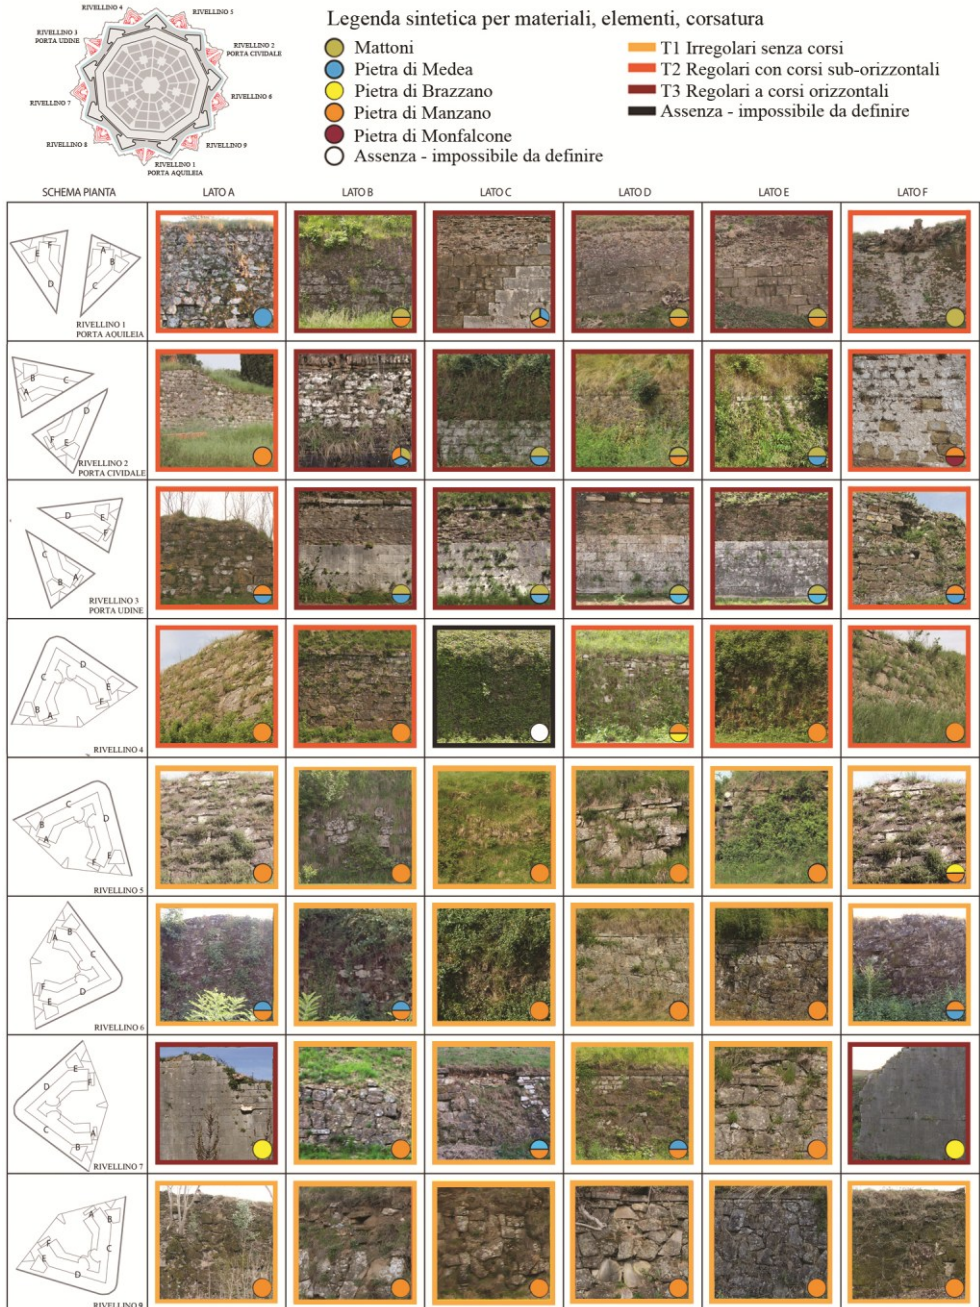 RIVELLINO 4
RIVELLINO 5
RIVELLINO 3
PORTA UDINE
RIVELLINO 2
PORTA CIVIDALE
RIVELLINO 7
RIVELLINO 6
RIVELLINO 8
RIVELLINO 9
RIVELLINO 1
PORTA AQUILEIA
Legenda sintetica per materiali, elementi, corsatura
Mattoni
Pietra di Medea
Pietra di Brazzano
Pietra di Manzano
Pietra di Monfalcone
Assenza - impossibile da definire
T1 Irregolari senza corsi
T2 Regolari con corsi sub-orizzontali
T3 Regolari a corsi orizzontali
Assenza - impossibile da definire
SCHEMA PIANTA LATO A LATO B LATO C LATO D LATO E LATO F
F
E
D
A
B
C
RIVELLINO 1
PORTA AQUILEIA
B
C
A
D
F
E
RIVELLINO 2
PORTA CIVIDALE
D
E
F
C
A
B
RIVELLINO 3
PORTA UDINE
D
C
E
B
A
F
RIVELLINO 4
C
B
D
A
E
F
RIVELLINO 5
B
A
C
F
D
E
RIVELLINO 6
E
D
F
C
A
B
RIVELLINO 7
A
B
F
C
E
D
RIVELLINO 9